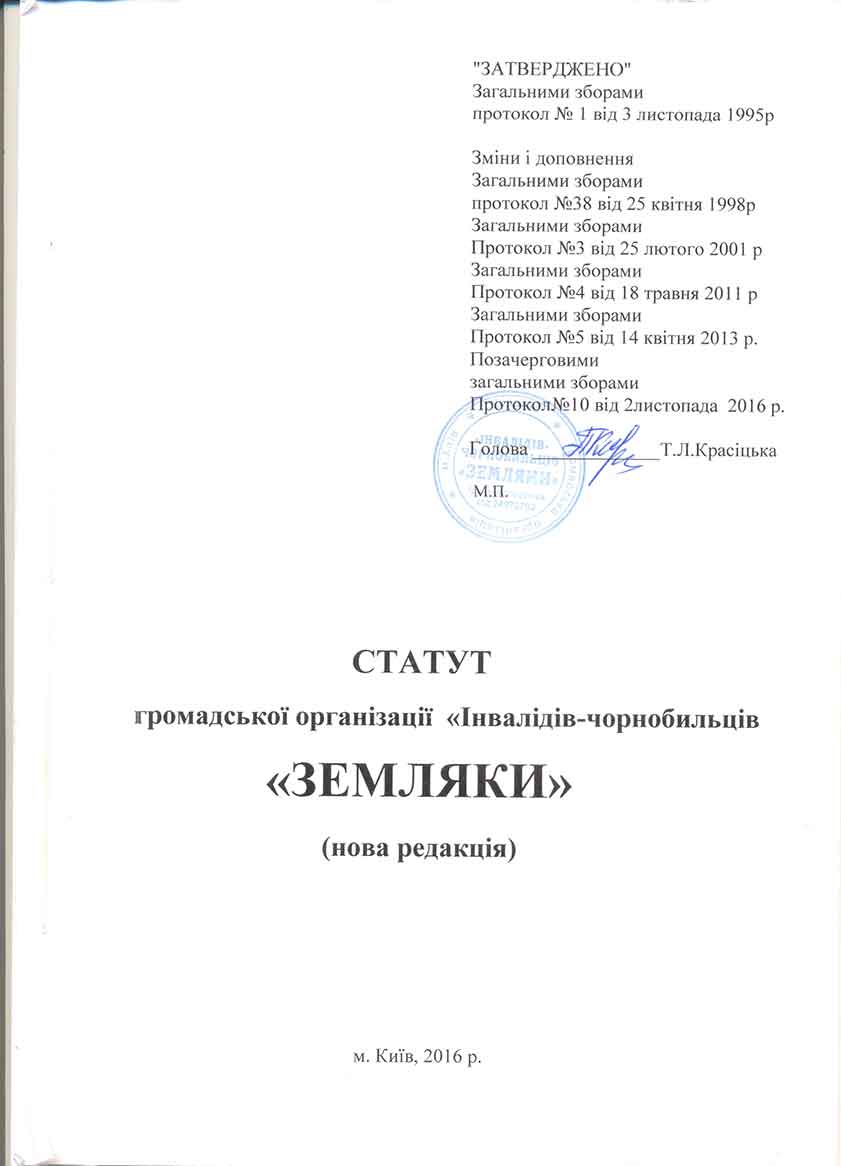 "ЗАТВЕРДЖЕНО"
Загальними зборами
протокол № 1 від 3 листопада 1995р
Зміни і доповнення
Загальними зборами
протокол №38 від 25 квітня 1998р
Загальними зборами
Протокол №3 від 25 лютого 2001 р
Загальними зборами
Протокол №4 від 18 травня 2011 р
Загальними зборами
Протокол №5 від 14 квітня 2013 р.
Позачерговими
загальними зборами
Протокол№10 від 2листопада 2016 р.
Голова Т.Л.Красіцька
М.П.
ІНВАЛІДІВ-
ЧОРНОБИЛЬЦІВ
«ЗЕМЛЯКИ»
СТАТУТ
громадської організації «Інвалідів-чорнобильців
«ЗЕМЛЯКИ»
(нова редакція)
м. Київ, 2016 р.